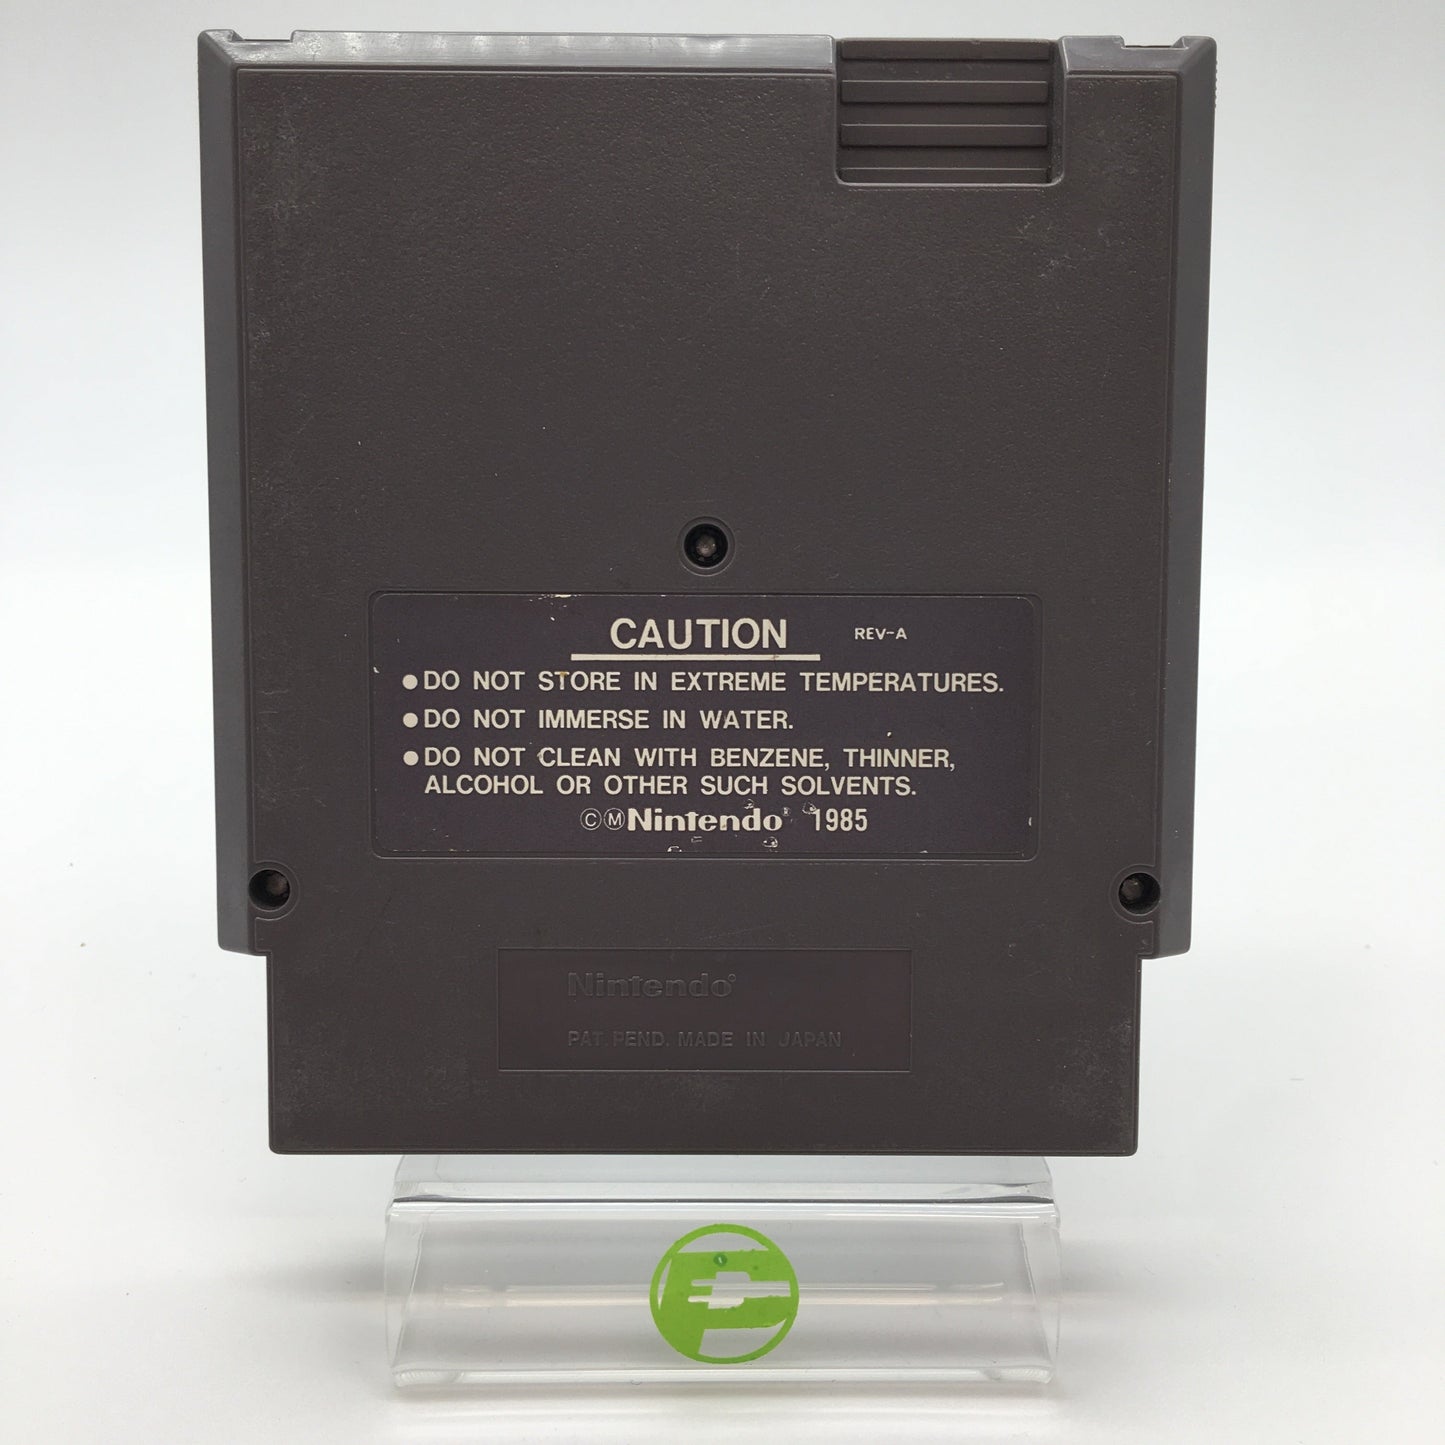 CAUTION REV-A
●DO NOT STORE IN EXTREME TEMPERATURES.
●DO NOT IMMERSE IN WATER.
●DO NOT CLEAN WITH BENZENE, THINNER,
ALCOHOL OR OTHER SUCH SOLVENTS.
ⒸⓂNintendo® 1985
Nintendo®
PAT. PEND. MADE IN JAPAN